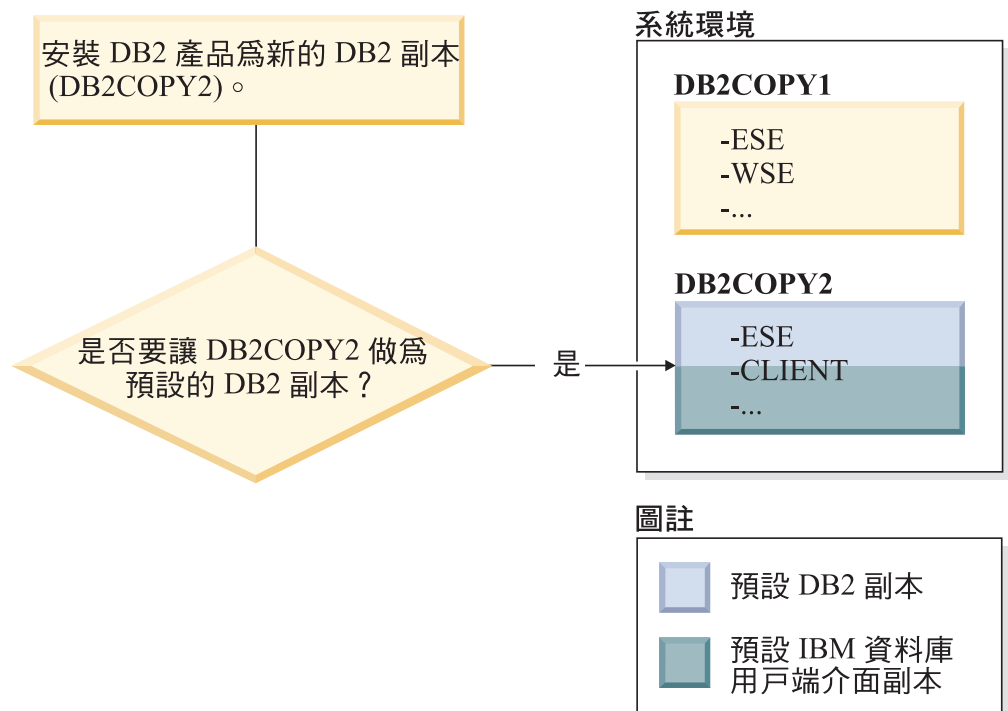 安裝 DB2 產品爲新的 DB2 副本
(DB2COPY2)。
是否要讓 DB2COPY2 做爲
預設的 DB2 副本？
是
系統環境
DB2COPY1
-ESE
-WSE
-...
DB2COPY2
-ESE
-CLIENT
-...
圖註
預設 DB2 副本
預設 IBM 資料庫
用戶端介面副本